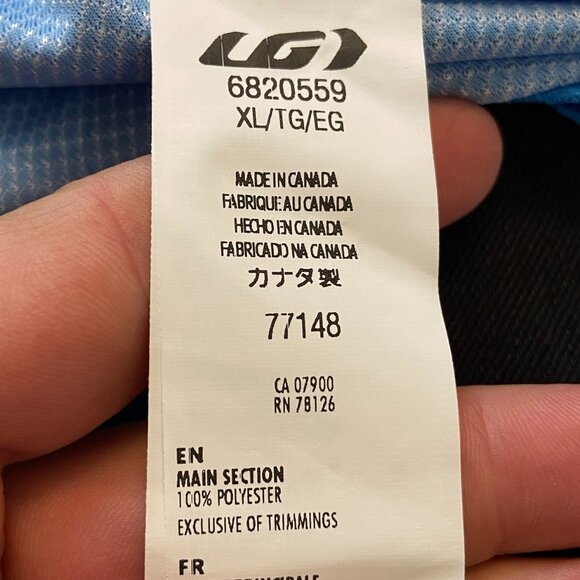 LG
6820559
XL/TG/EG
MADE IN CANADA
FABRIQUE AU CANADA
HECHO EN CANADA
FABRICADO NA CANADA
カナダ製
77148
CA 07900
RN 78126
EN
MAIN SECTION
100% POLYESTER
EXCLUSIVE OF TRIMMINGS
FR